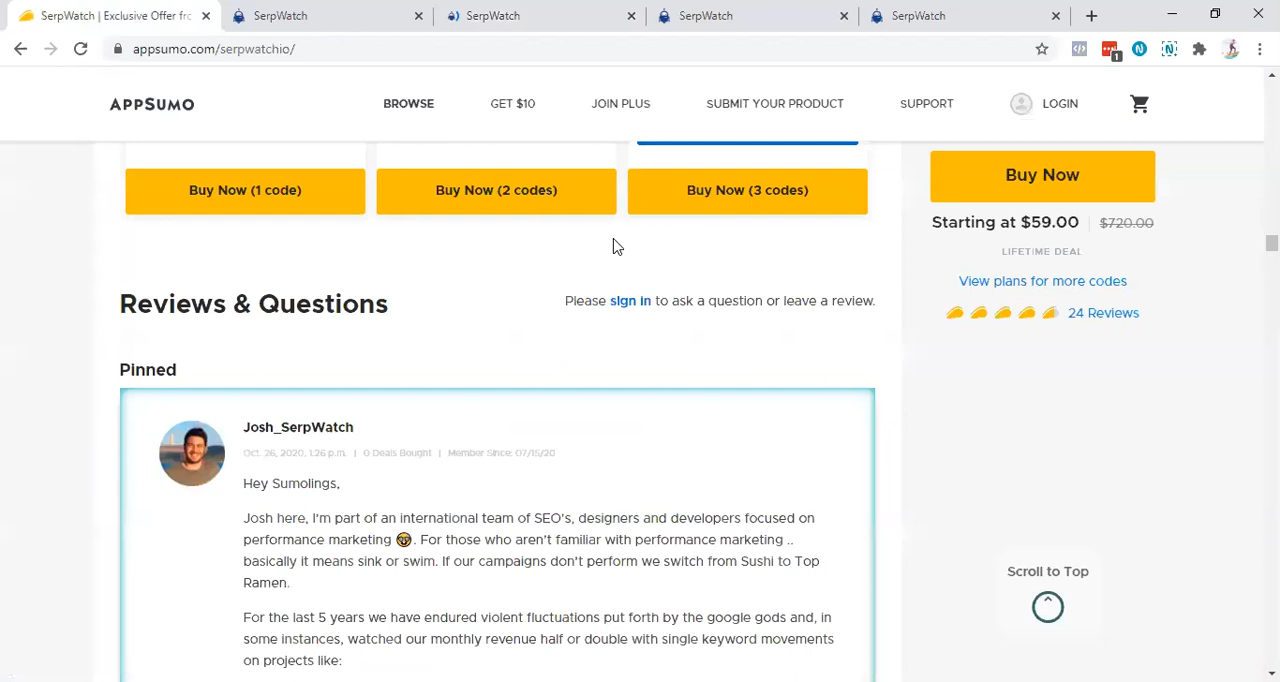 SerpWatch | Exclusive Offer fro
SerpWatch
SerpWatch
SerpWatch
SerpWatch
appsumo.com/serpwatchio/
1
APPSUMO
BROWSE
GET $10
JOIN PLUS
SUBMIT YOUR PRODUCT
SUPPORT
LOGIN
Buy Now (1 code)
Buy Now (2 codes)
Buy Now (3 codes)
Buy Now
Starting at $59.00
$720.00
LIFETIME DEAL
View plans for more codes
24 Reviews
Reviews & Questions
Please sign in to ask a question or leave a review.
Pinned
Josh_SerpWatch
Oct. 26, 2020, 1:26 p.m. | 0 Deals Bought | Member Since: 07/15/20
Hey Sumolings,
Josh here, I'm part of an international team of SEO's, designers and developers focused on
performance marketing 🤓. For those who aren't familiar with performance marketing ..
basically it means sink or swim. If our campaigns don't perform we switch from Sushi to Top
Ramen.
For the last 5 years we have endured violent fluctuations put forth by the google gods and, in
some instances, watched our monthly revenue half or double with single keyword movements
on projects like:
Scroll to Top